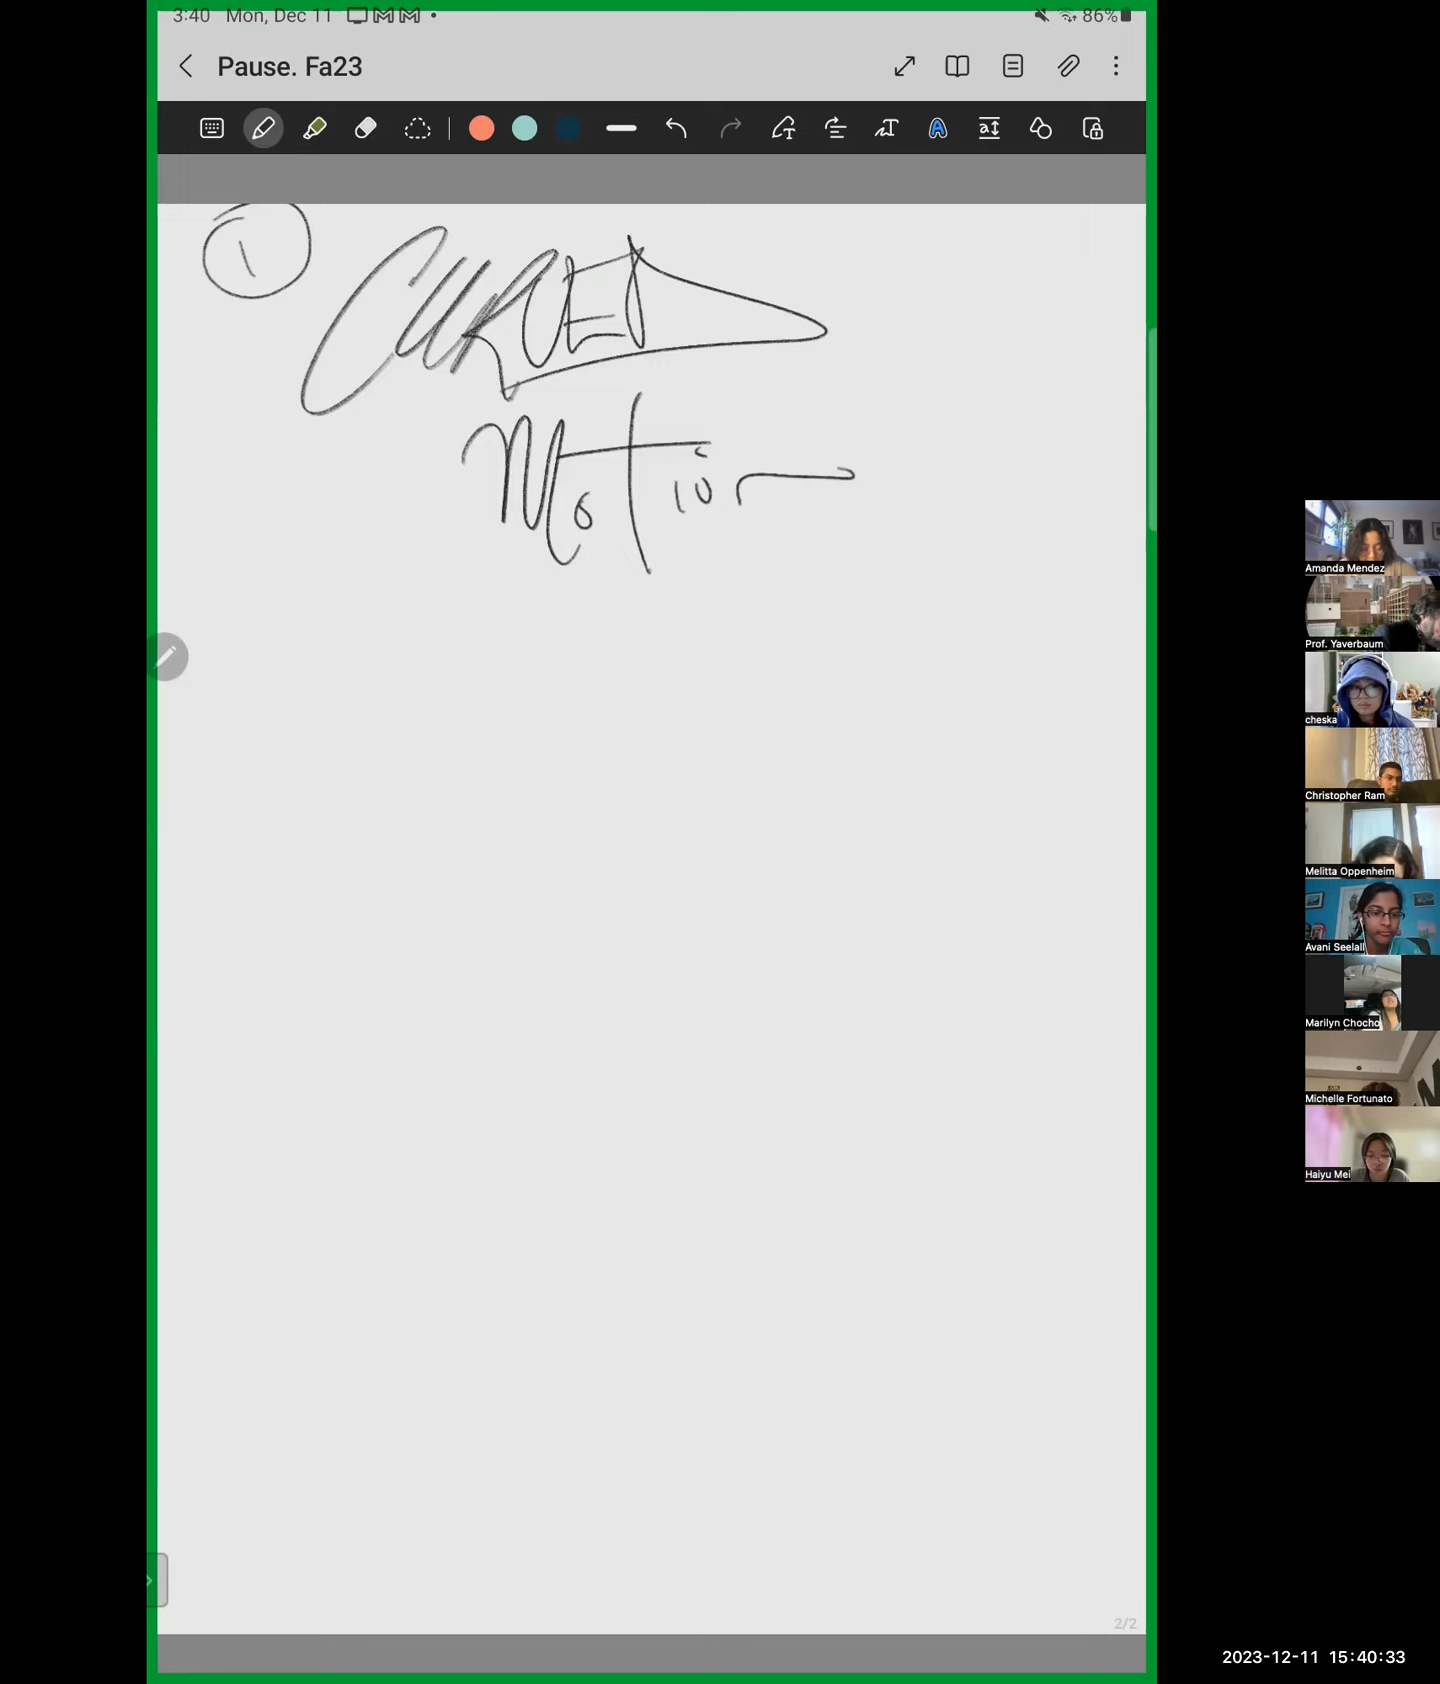 3:40 Mon, Dec 11
86%
Pause. Fa23
1
CURVED
Motion
Amanda Mendez
Prof. Yaverbaum
cheska
Christopher Ram
Melitta Oppenheim
Avani Seelall
Marilyn Chocho
Michelle Fortunato
Haiyu Mei
2/2
2023-12-11 15:40:33